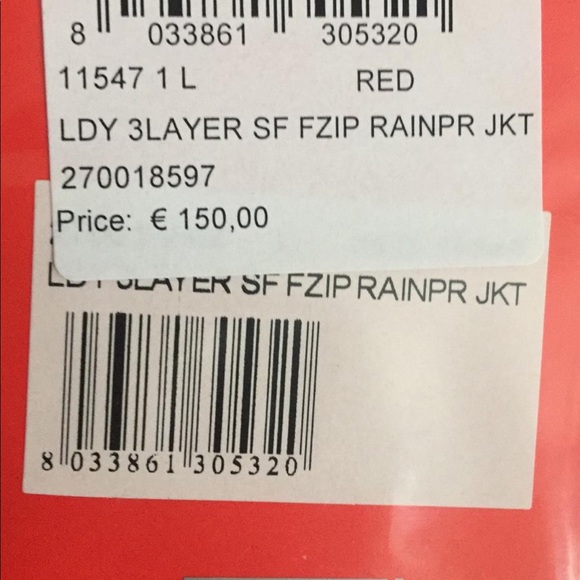 8 033861 305320
11547 1 L RED
LDY 3LAYER SF FZIP RAINPR JKT
270018597
Price: € 150,00
LDY 3LAYER SF FZIP RAINPR JKT
8 033861 305320